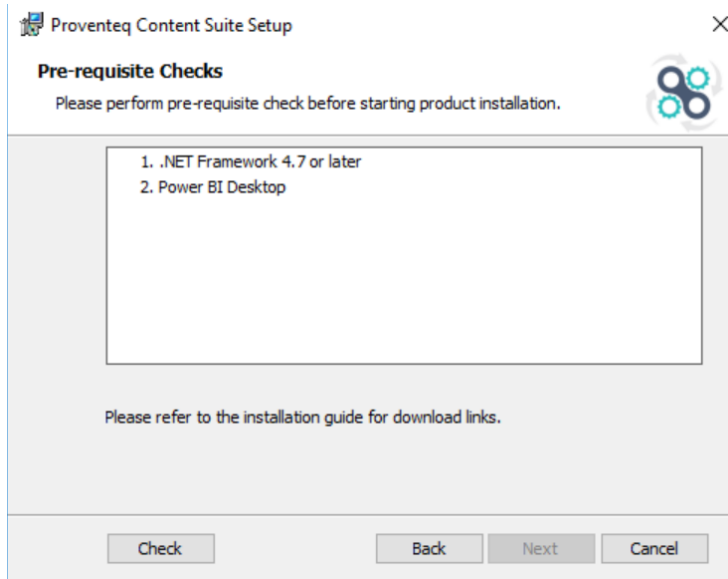 Proventeq Content Suite Setup
Pre-requisite Checks
Please perform pre-requisite check before starting product installation.
1. .NET Framework 4.7 or later
2. Power BI Desktop
Please refer to the installation guide for download links.
Check Back Next Cancel